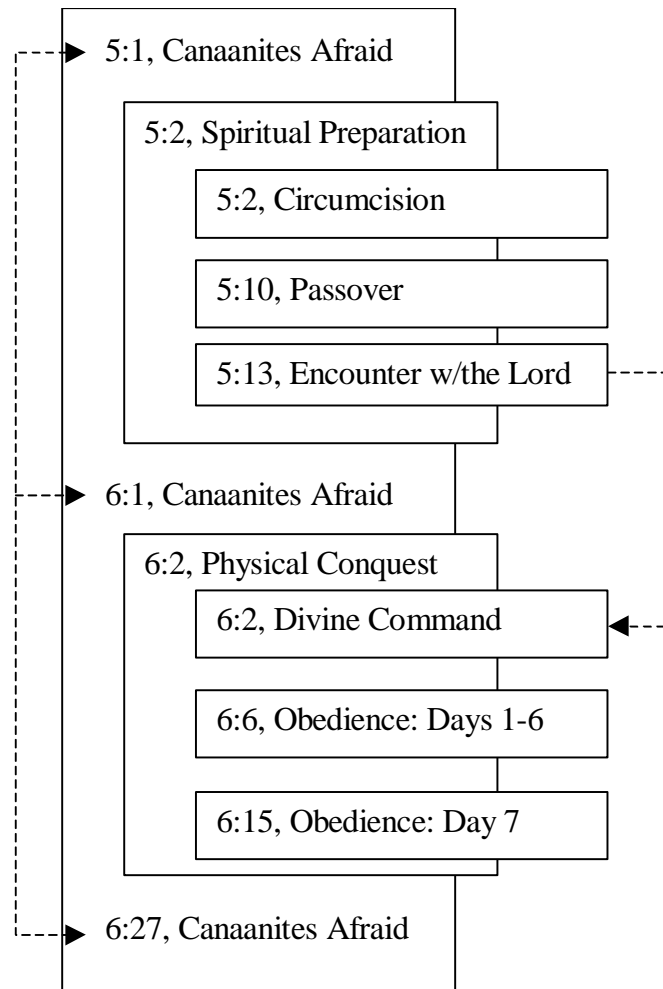 5:1, Canaanites Afraid
5:2, Spiritual Preparation
5:2, Circumcision
5:10, Passover
5:13, Encounter w/the Lord
6:1, Canaanites Afraid
6:2, Physical Conquest
6:2, Divine Command
6:6, Obedience: Days 1-6
6:15, Obedience: Day 7
6:27, Canaanites Afraid